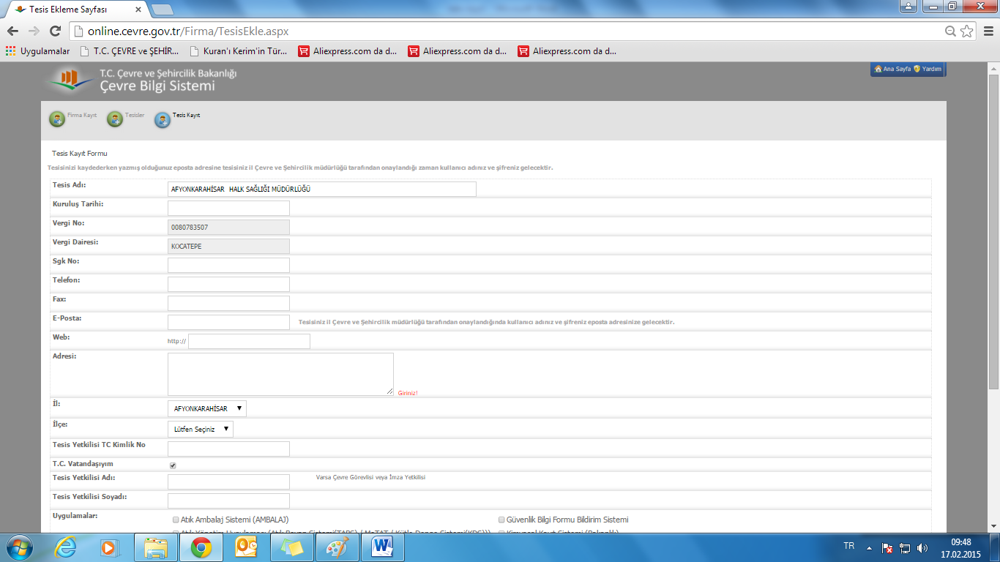 Tesis Ekleme Sayfası
online.cevre.gov.tr/Firma/TesisEkle.aspx
Uygulamalar T.C. ÇEVRE ve ŞEHİR... Kuran'ı Kerim'in Tür... Aliexpress.com da d... Aliexpress.com da d... Aliexpress.com da d...
T.C. Çevre ve Şehircilik Bakanlığı
Çevre Bilgi Sistemi
Ana Sayfa Yardım
Firma Kayıt Tesisler Tesis Kayıt
Tesis Kayıt Formu
Tesisinizi kaydederken yazmış olduğunuz eposta adresine tesisiniz il Çevre ve Şehircilik müdürlüğü tarafından onaylandığı zaman kullanıcı adınız ve şifreniz gelecektir.
Tesis Adı: AFYONKARAHİSAR HALK SAĞLIĞI MÜDÜRLÜĞÜ
Kuruluş Tarihi:
Vergi No: 0080783507
Vergi Dairesi: KOCATEPE
Sgk No:
Telefon:
Fax:
E-Posta: Tesisiniz il Çevre ve Şehircilik müdürlüğü tarafından onaylandığında kullanıcı adınız ve şifreniz eposta adresinize gelecektir.
Web: http://
Adresi:
Giriniz!
İl: AFYONKARAHİSAR
İlçe: Lütfen Seçiniz
Tesis Yetkilisi TC Kimlik No
T.C. Vatandaşıyım
Tesis Yetkilisi Adı: Varsa Çevre Görevlisi veya İmza Yetkilisi
Tesis Yetkilisi Soyadı:
Uygulamalar: Atık Ambalaj Sistemi (AMBALAJ) Güvenlik Bilgi Formu Bildirim Sistemi
TR 09:48
17.02.2015